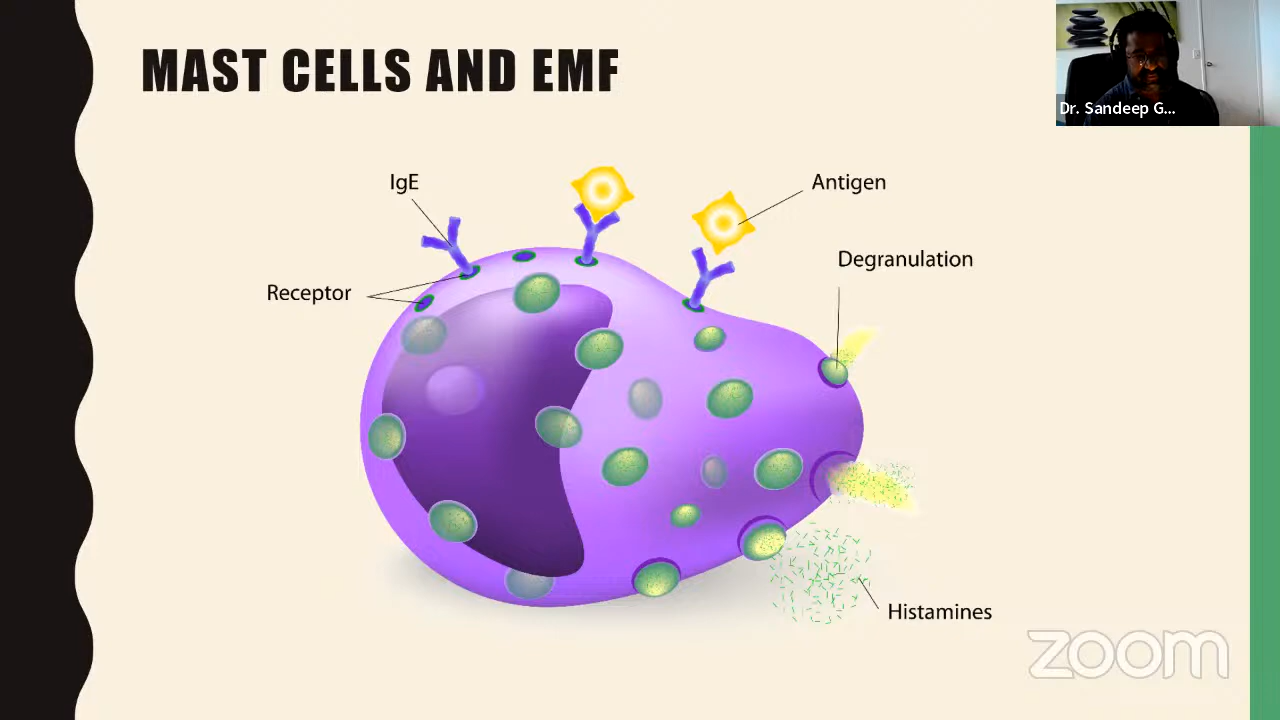 MAST CELLS AND EMF
Dr. Sandeep G...
IgE
Antigen
Degranulation
Receptor
Histamines
zoom